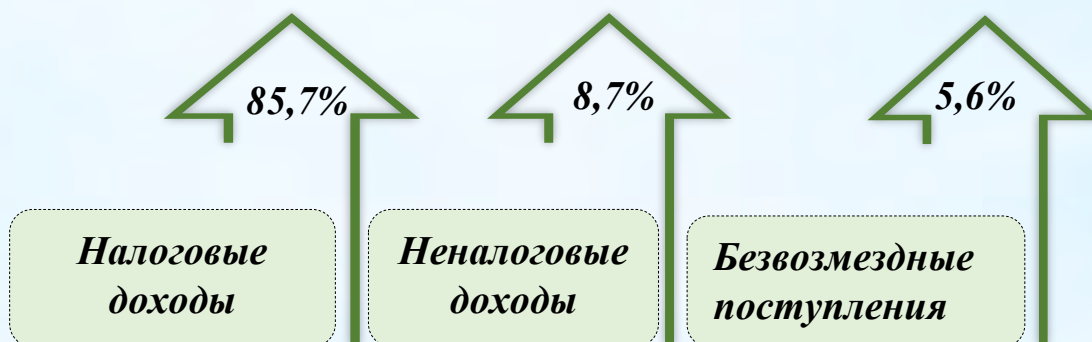 85,7%
8,7%
5,6%
Налоговые
доходы
Неналоговые
доходы
Безвозмездные
поступления